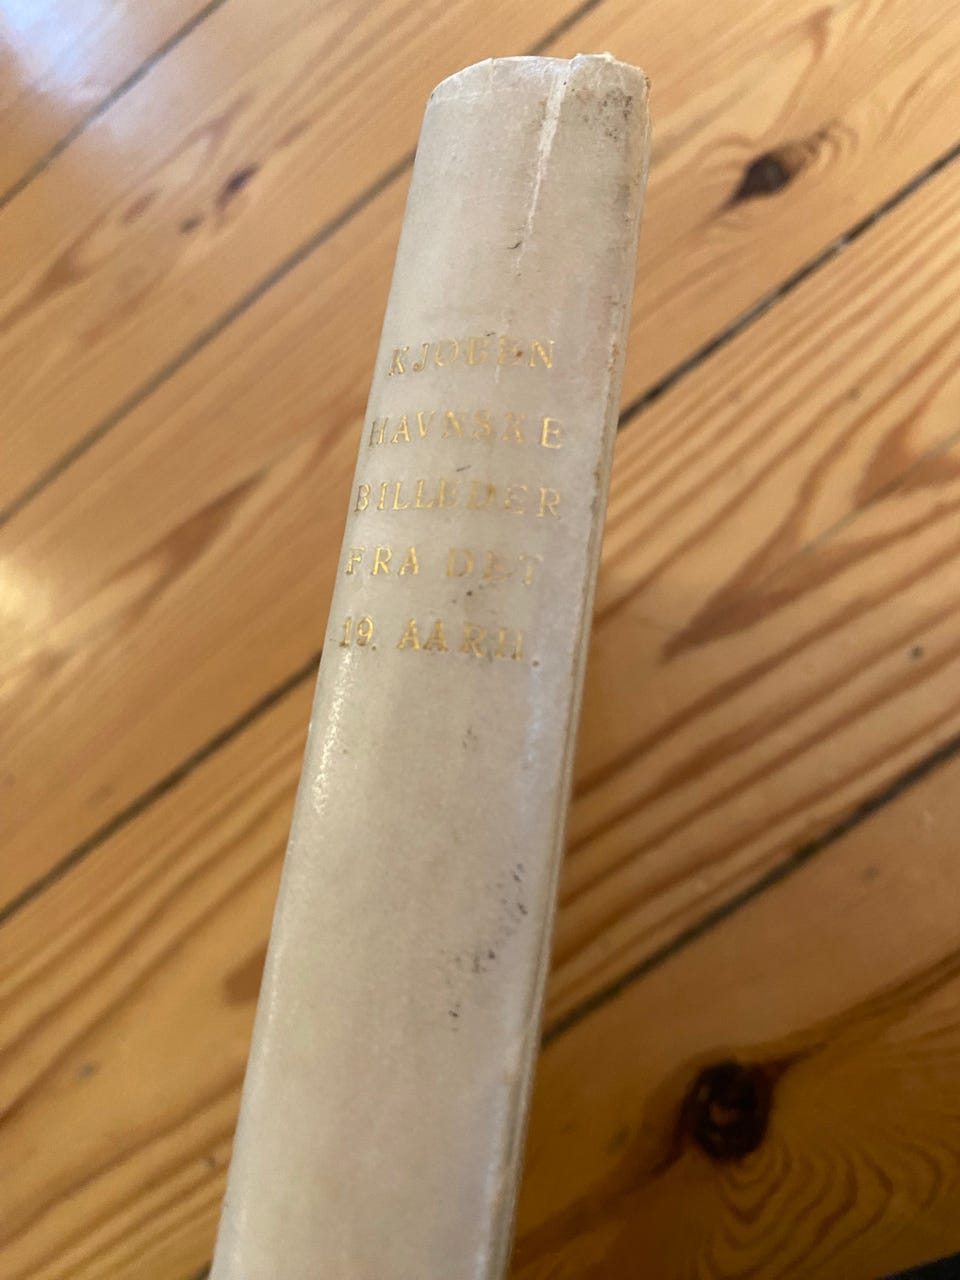 KJØBEN
HAVNSKE
BILLEDER
FRA DET
19. AARH.